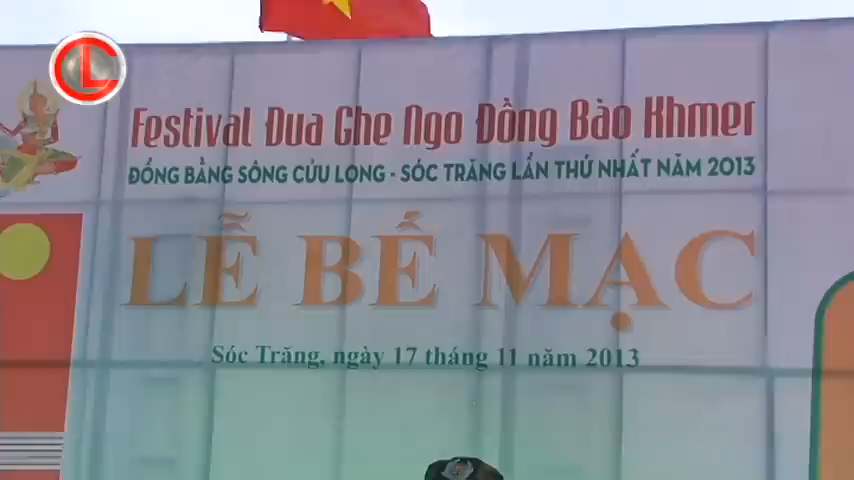 CL
Festival Đua Ghe Ngo Đồng Bào Khmer
ĐỒNG BẰNG SÔNG CỬU LONG - SÓC TRĂNG LẦN THỨ NHẤT NĂM 2013
LỄ BẾ MẠC
Sóc Trăng, ngày 17 tháng 11 năm 2013